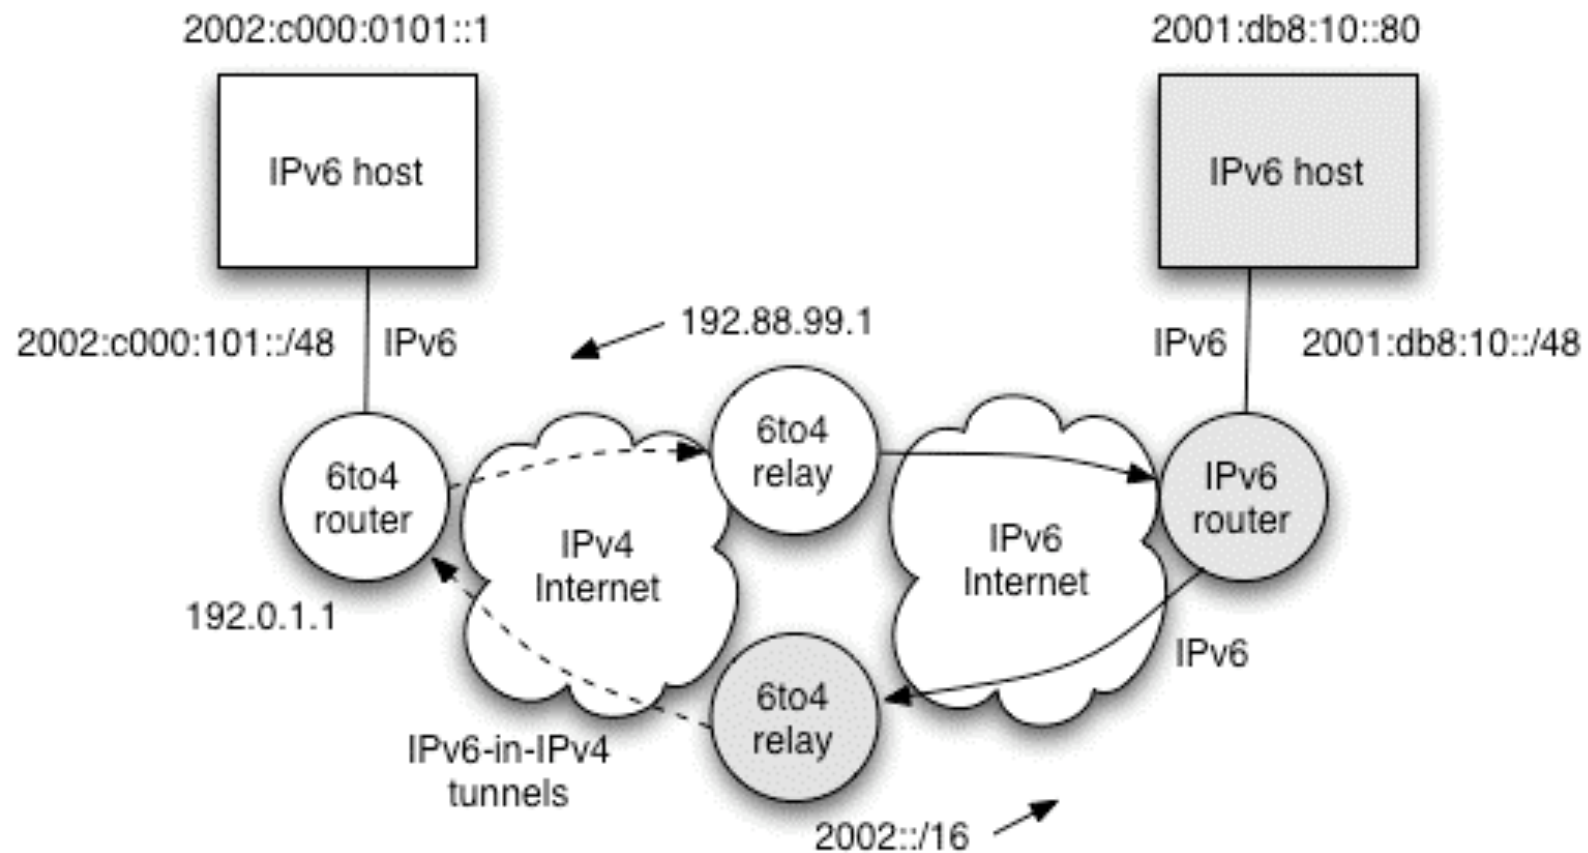 2002:c000:0101::1
2001:db8:10::80
IPv6 host
IPv6 host
192.88.99.1
2002:c000:101::/48
IPv6
IPv6
2001:db8:10::/48
6to4
relay
6to4
router
IPv6
router
IPv4
Internet
IPv6
Internet
192.0.1.1
IPv6
6to4
relay
IPv6-in-IPv4
tunnels
2002::/16